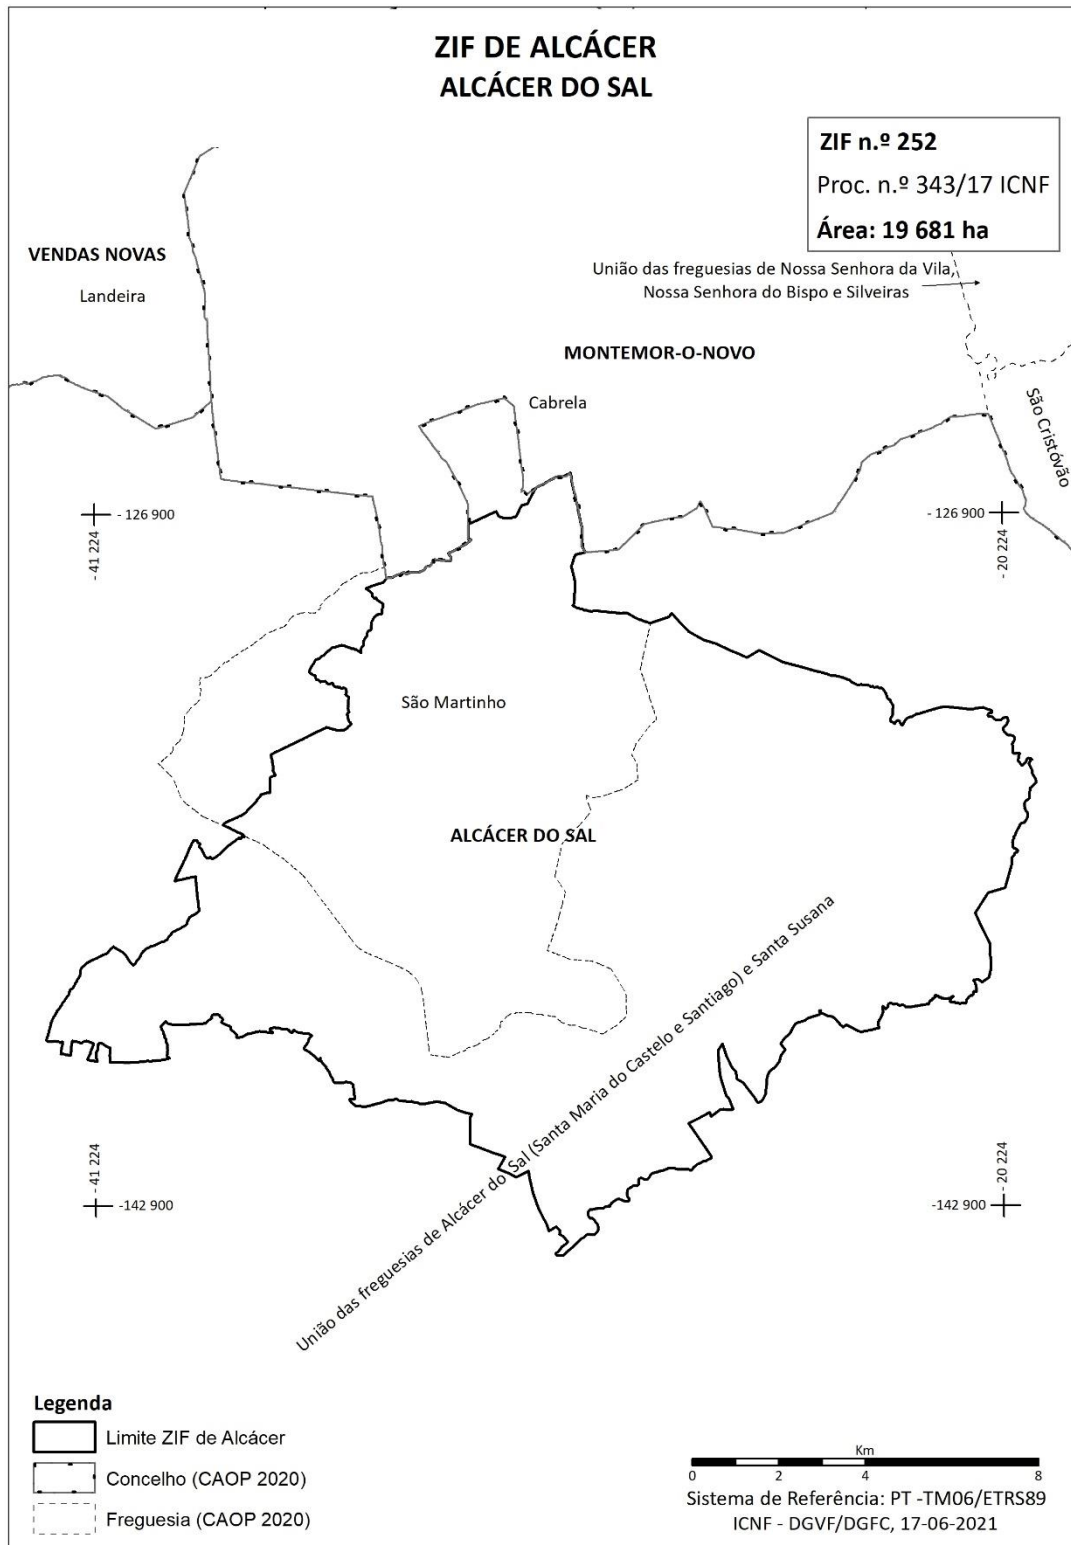 ZIF DE ALCÁCER
ALCÁCER DO SAL
ZIF n.º 252
Proc. n.º 343/17 ICNF
Área: 19 681 ha
VENDAS NOVAS
Landeira
União das freguesias de Nossa Senhora da Vila,
Nossa Senhora do Bispo e Silveiras
MONTEMOR-O-NOVO
Cabrela
São Cristóvão
- 126 900
- 41 224
- 126 900
- 20 224
São Martinho
ALCÁCER DO SAL
União das freguesias de Alcácer do Sal (Santa Maria do Castelo e Santiago) e Santa Susana
- 41 224
-142 900
- 20 224
-142 900
Legenda
Limite ZIF de Alcácer
Concelho (CAOP 2020)
Freguesia (CAOP 2020)
Km
0 2 4 8
Sistema de Referência: PT -TM06/ETRS89
ICNF - DGVF/DGFC, 17-06-2021